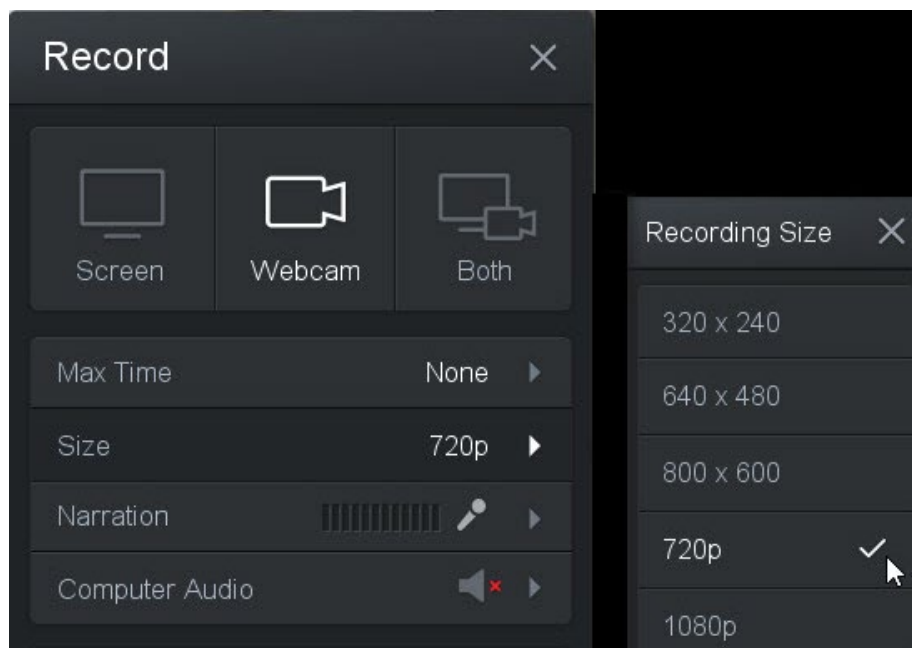 Record
Screen
Webcam
Both
Max Time None
Size 720p
Narration
Computer Audio
Recording Size
320 x 240
640 x 480
800 x 600
720p
1080p